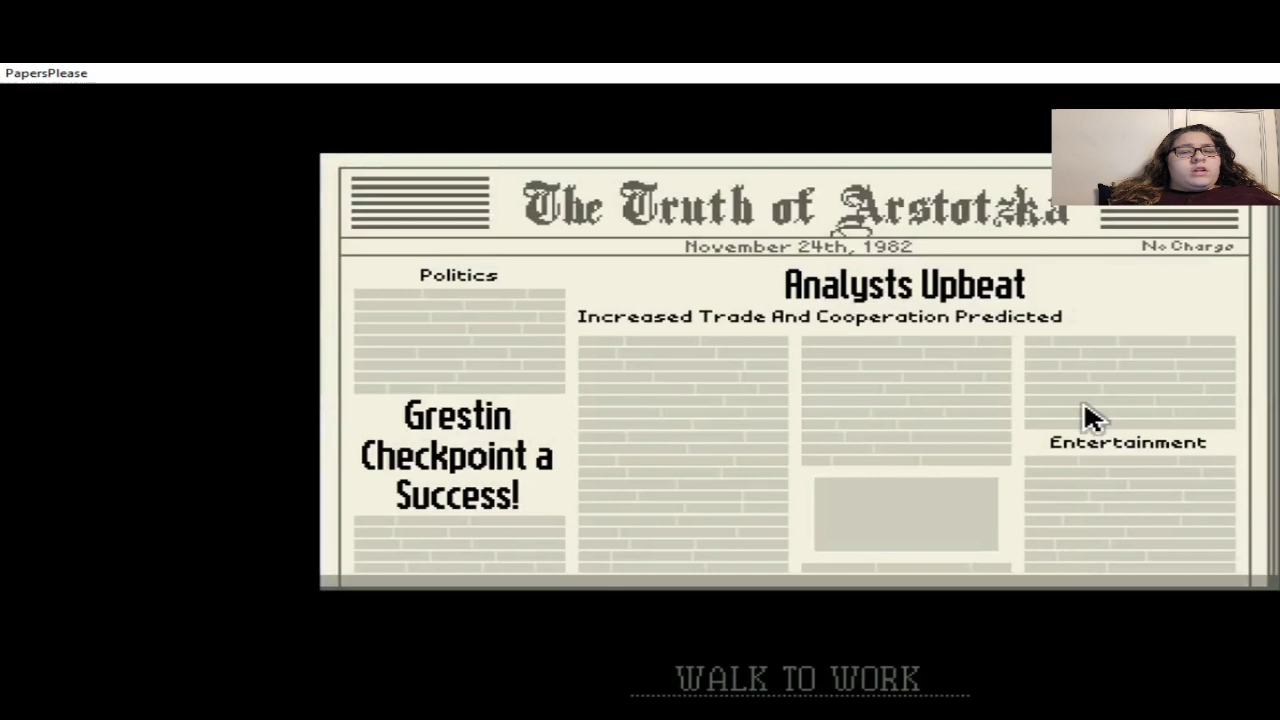 PapersPlease
The Truth of Arstotzka
November 24th, 1982
No Charge
Politics
Grestin
Checkpoint a
Success!
Analysts Upbeat
Increased Trade And Cooperation Predicted
Entertainment
WALK TO WORK